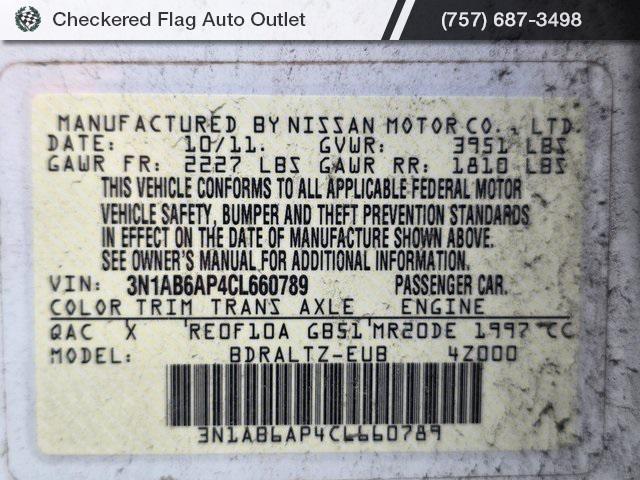 Checkered Flag Auto Outlet (757) 687-3498
MANUFACTURED BY NISSAN MOTOR CO., LTD.
DATE: 10/11. GVWR: 3951 LBS
GAWR FR: 2227 LBS GAWR RR: 1810 LBS
THIS VEHICLE CONFORMS TO ALL APPLICABLE FEDERAL MOTOR
VEHICLE SAFETY, BUMPER AND THEFT PREVENTION STANDARDS
IN EFFECT ON THE DATE OF MANUFACTURE SHOWN ABOVE.
SEE OWNER'S MANUAL FOR ADDITIONAL INFORMATION.
VIN: 3N1AB6AP4CL660789 PASSENGER CAR.
COLOR TRIM TRANS AXLE ENGINE
QAC X RE0F10A GB51 MR20DE 1997 CC
MODEL: BDRALTZ-EUB 4Z000
3N1AB6AP4CL660789